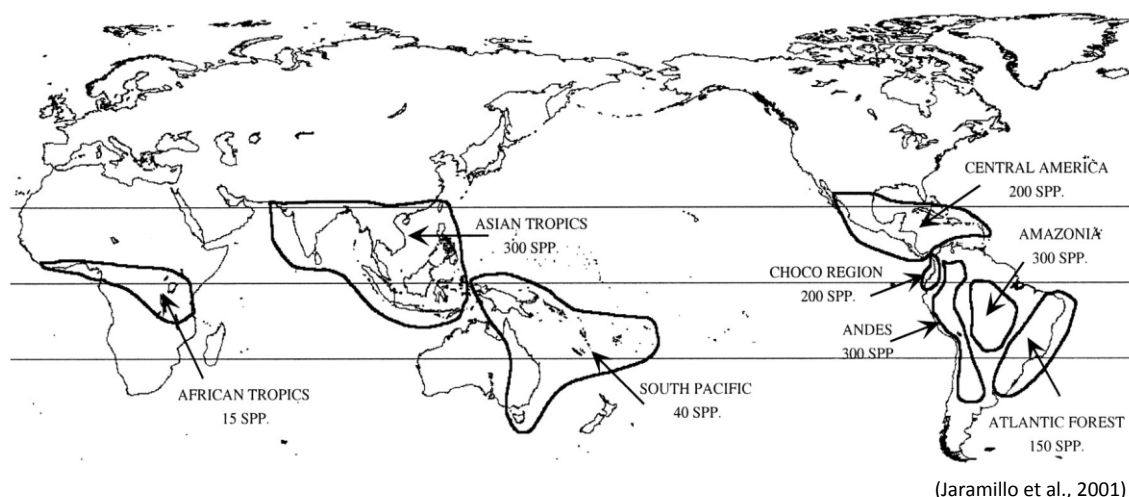 CENTRAL AMERICA
200 SPP.
AMAZONIA
300 SPP.
ASIAN TROPICS
300 SPP.
CHOCO REGION
200 SPP.
ANDES
300 SPP
AFRICAN TROPICS
15 SPP.
SOUTH PACIFIC
40 SPP.
ATLANTIC FOREST
150 SPP.
(Jaramillo et al., 2001)